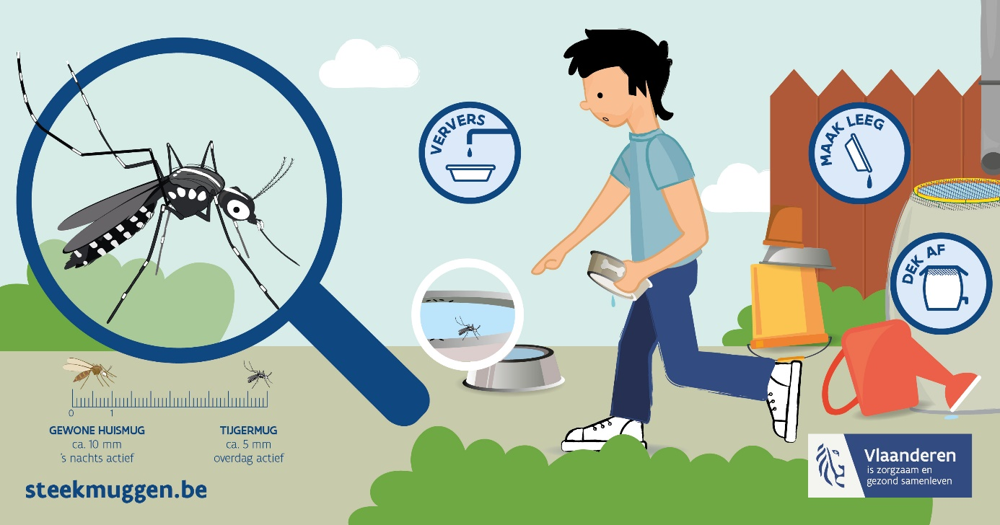 VERVERS
MAAK LEEG
DEK AF
0 1
GEWONE HUISMUG
ca. 10 mm
's nachts actief
TIJGERMUG
ca. 5 mm
overdag actief
steekmuggen.be
Vlaanderen
is zorgzaam en
gezond samenleven